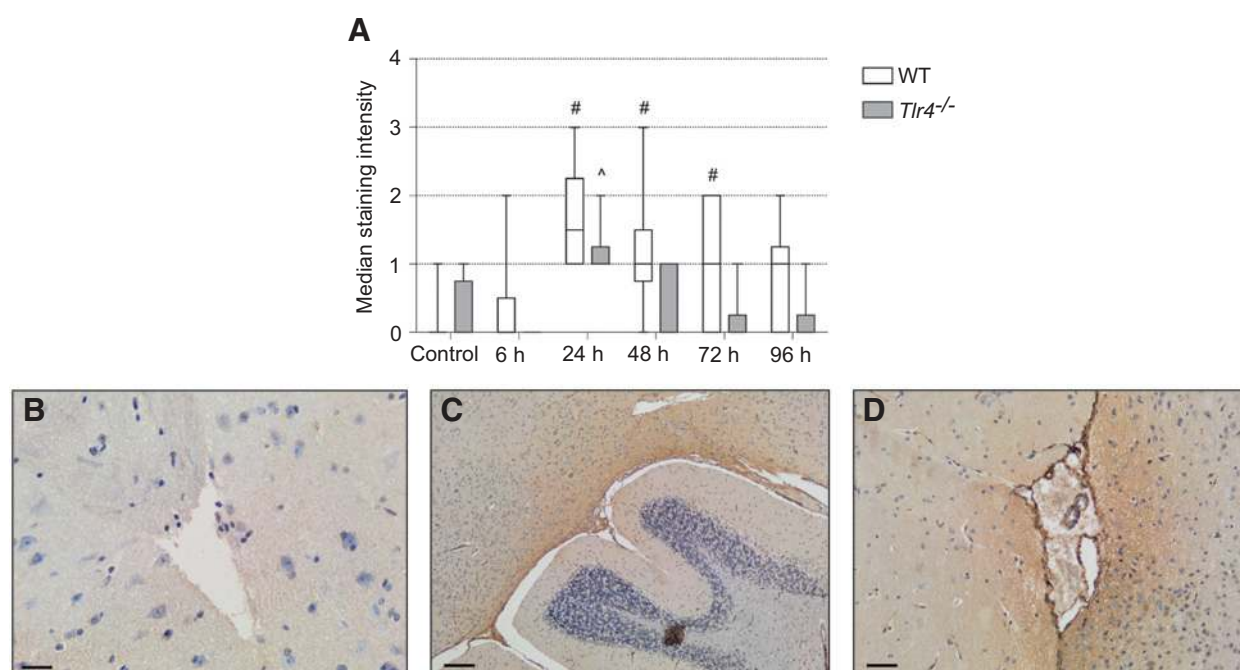 A
4
3
2
1
0
Median staining intensity
# # ^ #
Control 6 h 24 h 48 h 72 h 96 h
WT
Tlr4-/-
B
C
D